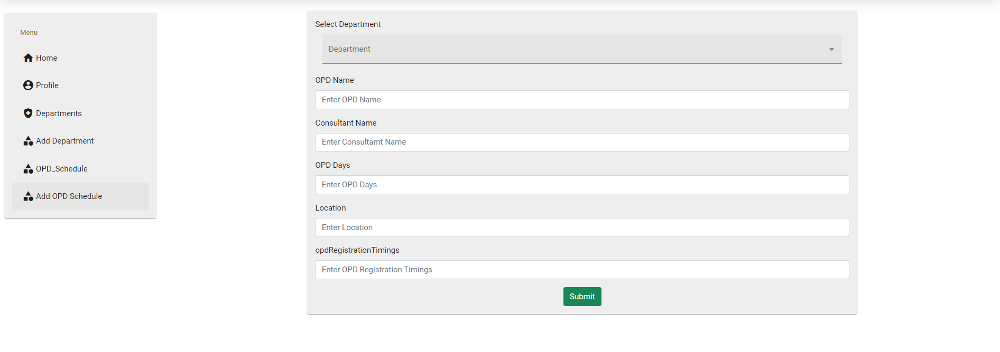 Menu
Home
Profile
Departments
Add Department
OPD_Schedule
Add OPD Schedule
Select Department
Department
OPD Name
Enter OPD Name
Consultant Name
Enter Consultamt Name
OPD Days
Enter OPD Days
Location
Enter Location
opdRegistrationTimings
Enter OPD Registration Timings
Submit